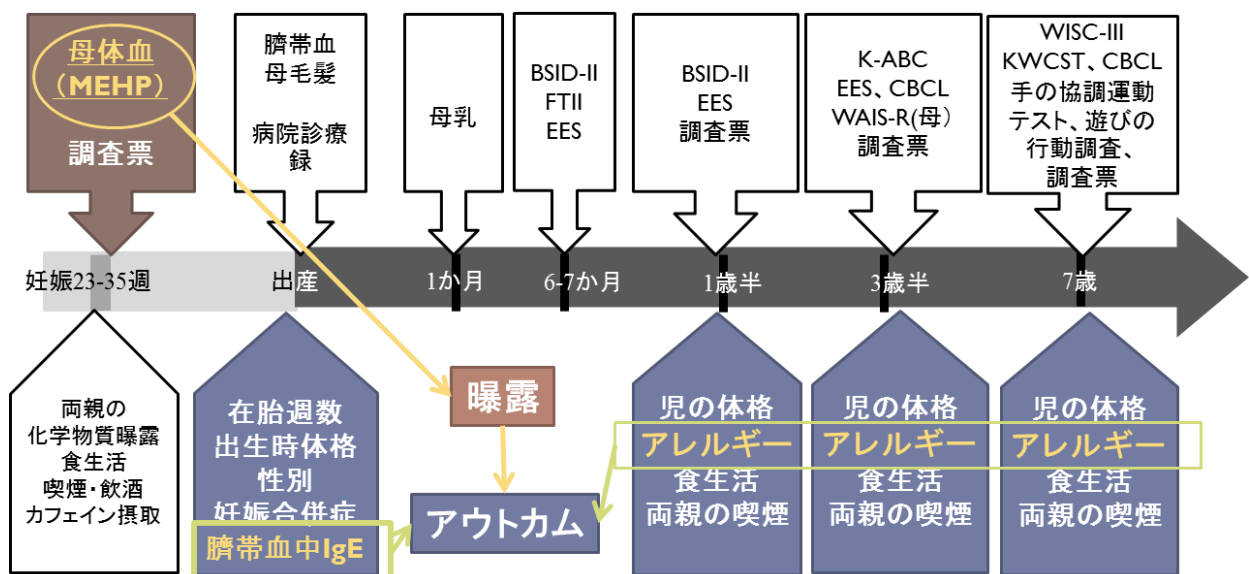 母体血
（MEHP）
調査票
臍帯血
母毛髪
病院診療
録
母乳
BSID-II
FTII
EES
BSID-II
EES
調査票
K-ABC
EES、CBCL
WAIS-R(母）
調査票
WISC-III
KWCST、CBCL
手の協調運動
テスト、遊びの
行動調査、
調査票
妊娠23-35週
出産
1か月
6-7か月
1歳半
3歳半
7歳
両親の
化学物質曝露
食生活
喫煙・飲酒
カフェイン摂取
在胎週数
出生時体格
性別
妊娠合併症
臍帯血中IgE
曝露
アウトカム
児の体格
アレルギー
食生活
両親の喫煙
児の体格
アレルギー
食生活
両親の喫煙
児の体格
アレルギー
食生活
両親の喫煙